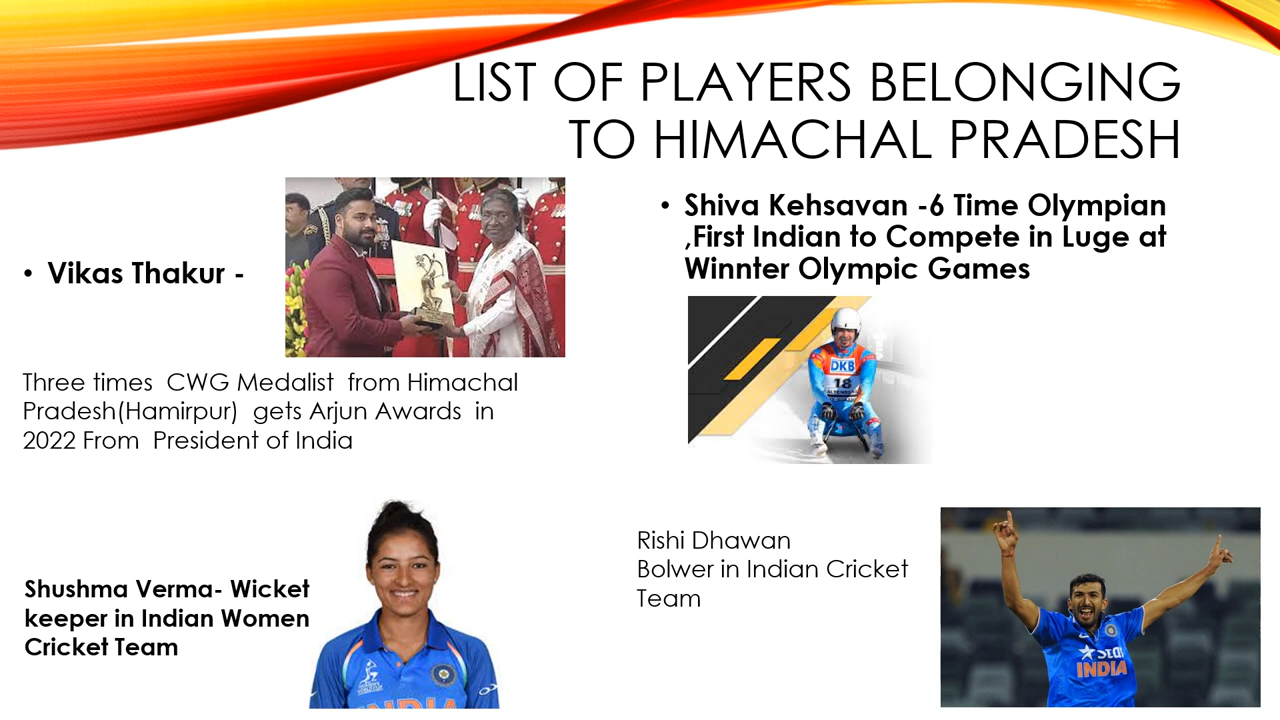 LIST OF PLAYERS BELONGING
TO HIMACHAL PRADESH
• Vikas Thakur -
Three times CWG Medalist from Himachal
Pradesh(Hamirpur) gets Arjun Awards in
2022 From President of India
• Shiva Kehsavan -6 Time Olympian
,First Indian to Compete in Luge at
Winnter Olympic Games
DKB
18
Shushma Verma- Wicket
keeper in Indian Women
Cricket Team
INDIA
Rishi Dhawan
Bolwer in Indian Cricket
Team
Star
INDIA